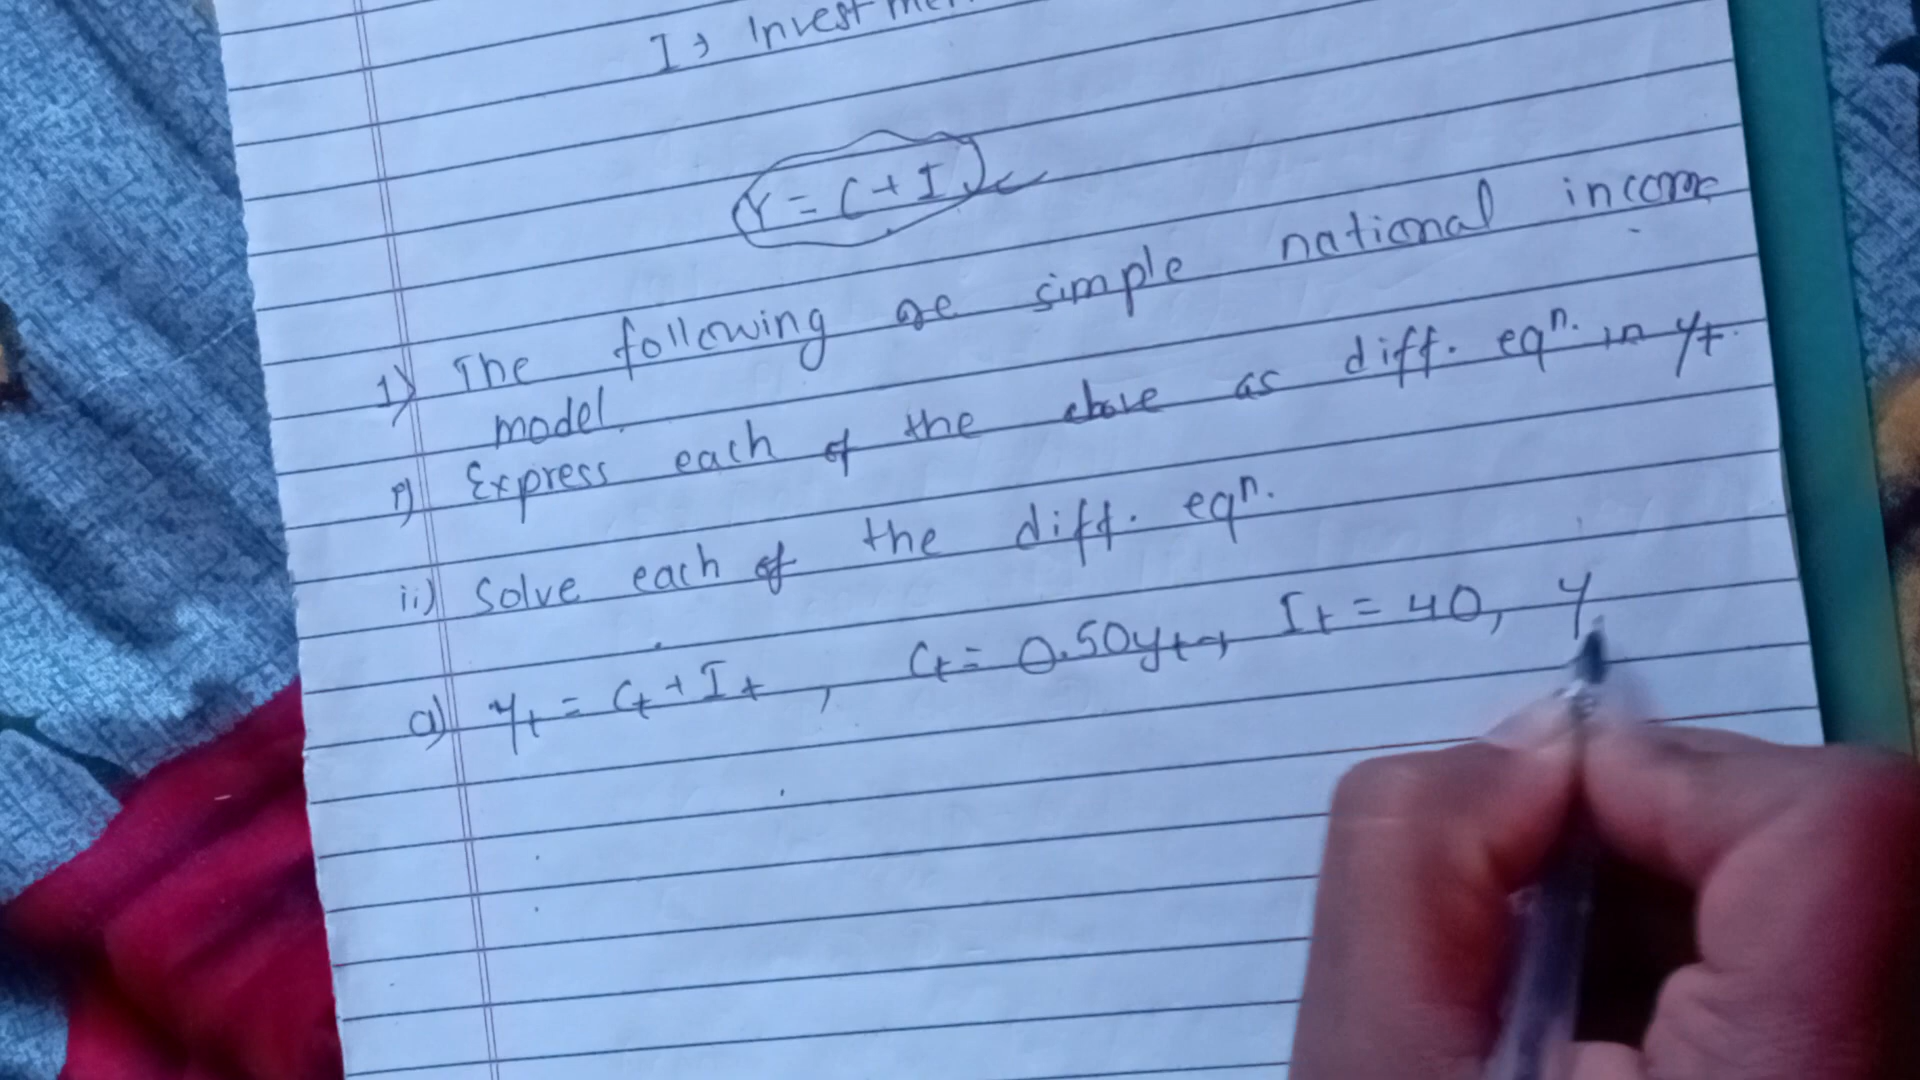 I → Invest
Y = C + I
1) The following are simple national income
model.
i) Express each of the above as diff. eqn. in yt.
ii) Solve each of the diff. eqn.
a) yt = Ct + It , Ct = 0.50yt-1, It = 40, y